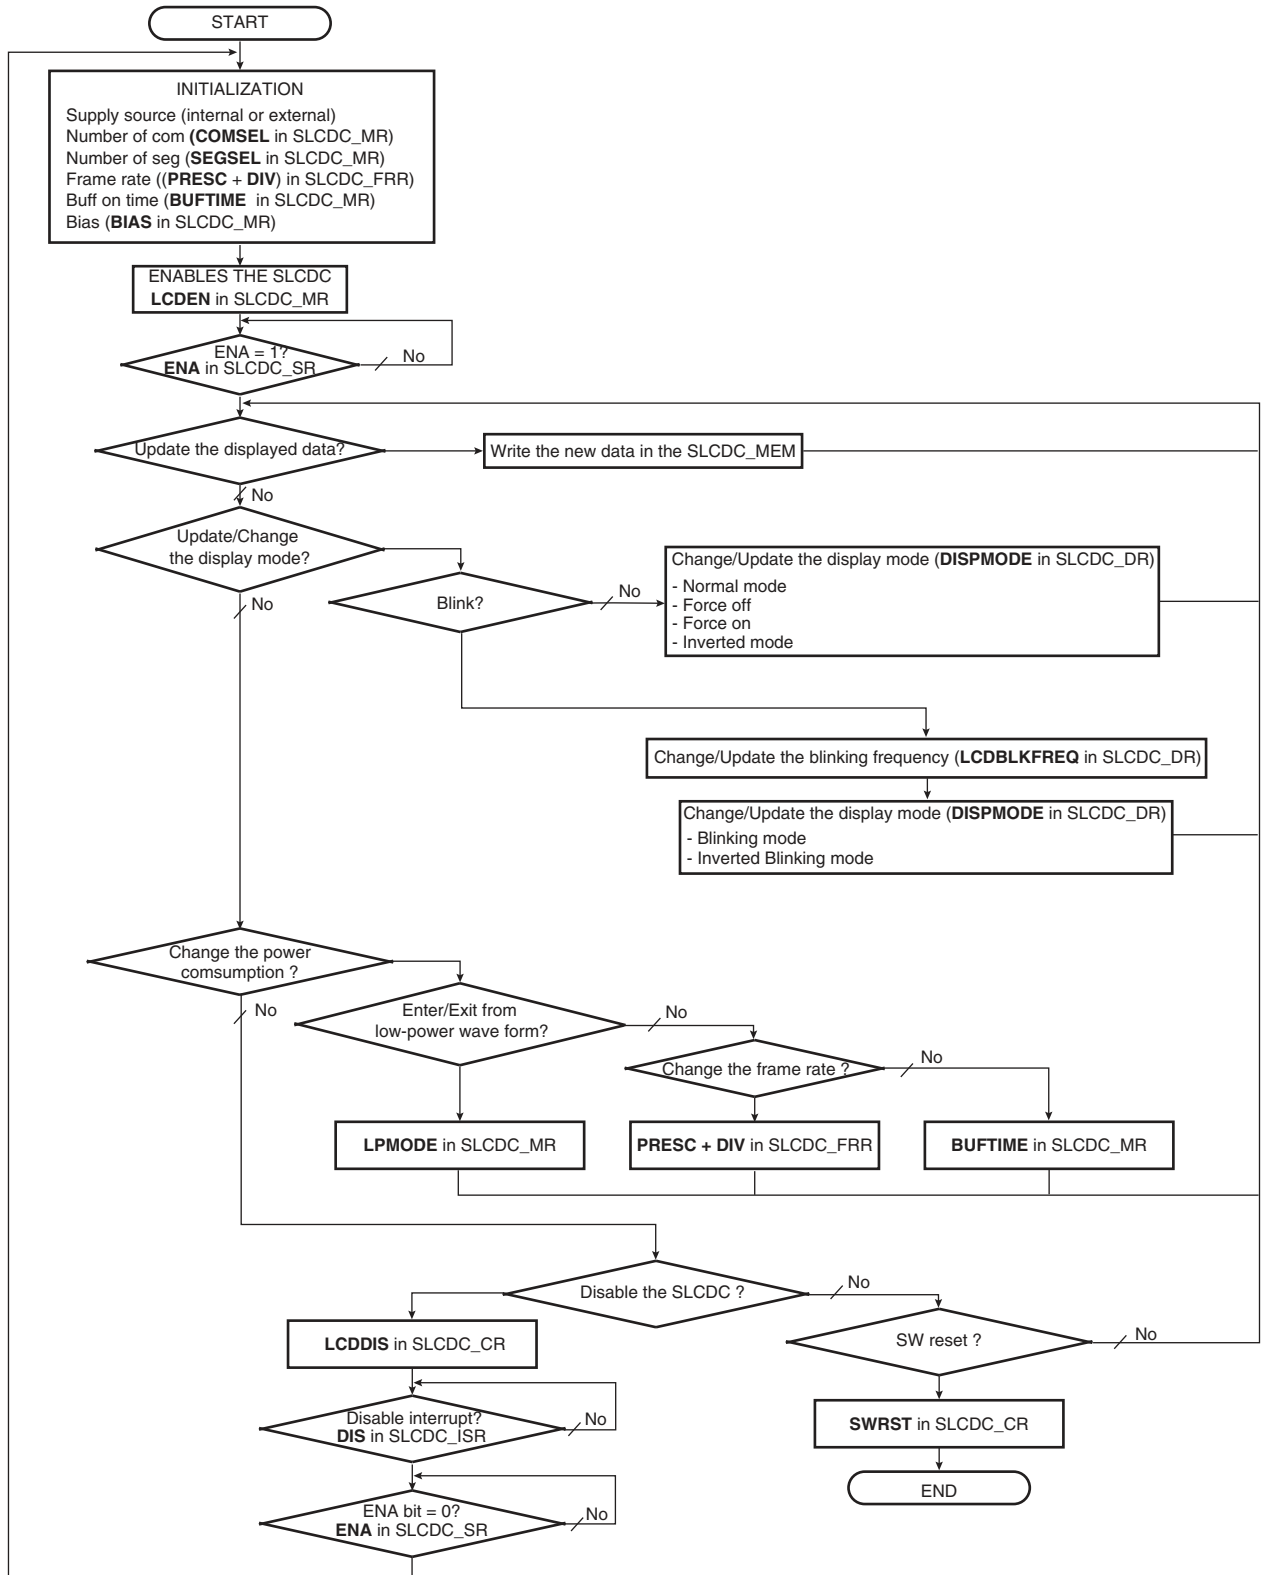 START
INITIALIZATION
Supply source (internal or external)
Number of com (COMSEL in SLCDC_MR)
Number of seg (SEGSEL in SLCDC_MR)
Frame rate ((PRESC + DIV) in SLCDC_FRR)
Buff on time (BUFTIME in SLCDC_MR)
Bias (BIAS in SLCDC_MR)
ENABLES THE SLCDC
LCDEN in SLCDC_MR
ENA = 1?
ENA in SLCDC_SR
No
Update the displayed data?
Write the new data in the SLCDC_MEM
No
Update/Change
the display mode?
No
Blink?
No
Change/Update the display mode (DISPMODE in SLCDC_DR)
- Normal mode
- Force off
- Force on
- Inverted mode
Change/Update the blinking frequency (LCDBLKFREQ in SLCDC_DR)
Change/Update the display mode (DISPMODE in SLCDC_DR)
- Blinking mode
- Inverted Blinking mode
Change the power
comsumption ?
No
Enter/Exit from
low-power wave form?
No
Change the frame rate ?
No
LPMODE in SLCDC_MR
PRESC + DIV in SLCDC_FRR
BUFTIME in SLCDC_MR
Disable the SLCDC ?
No
LCDDIS in SLCDC_CR
SW reset ?
No
Disable interrupt?
DIS in SLCDC_ISR
No
SWRST in SLCDC_CR
END
ENA bit = 0?
ENA in SLCDC_SR
No